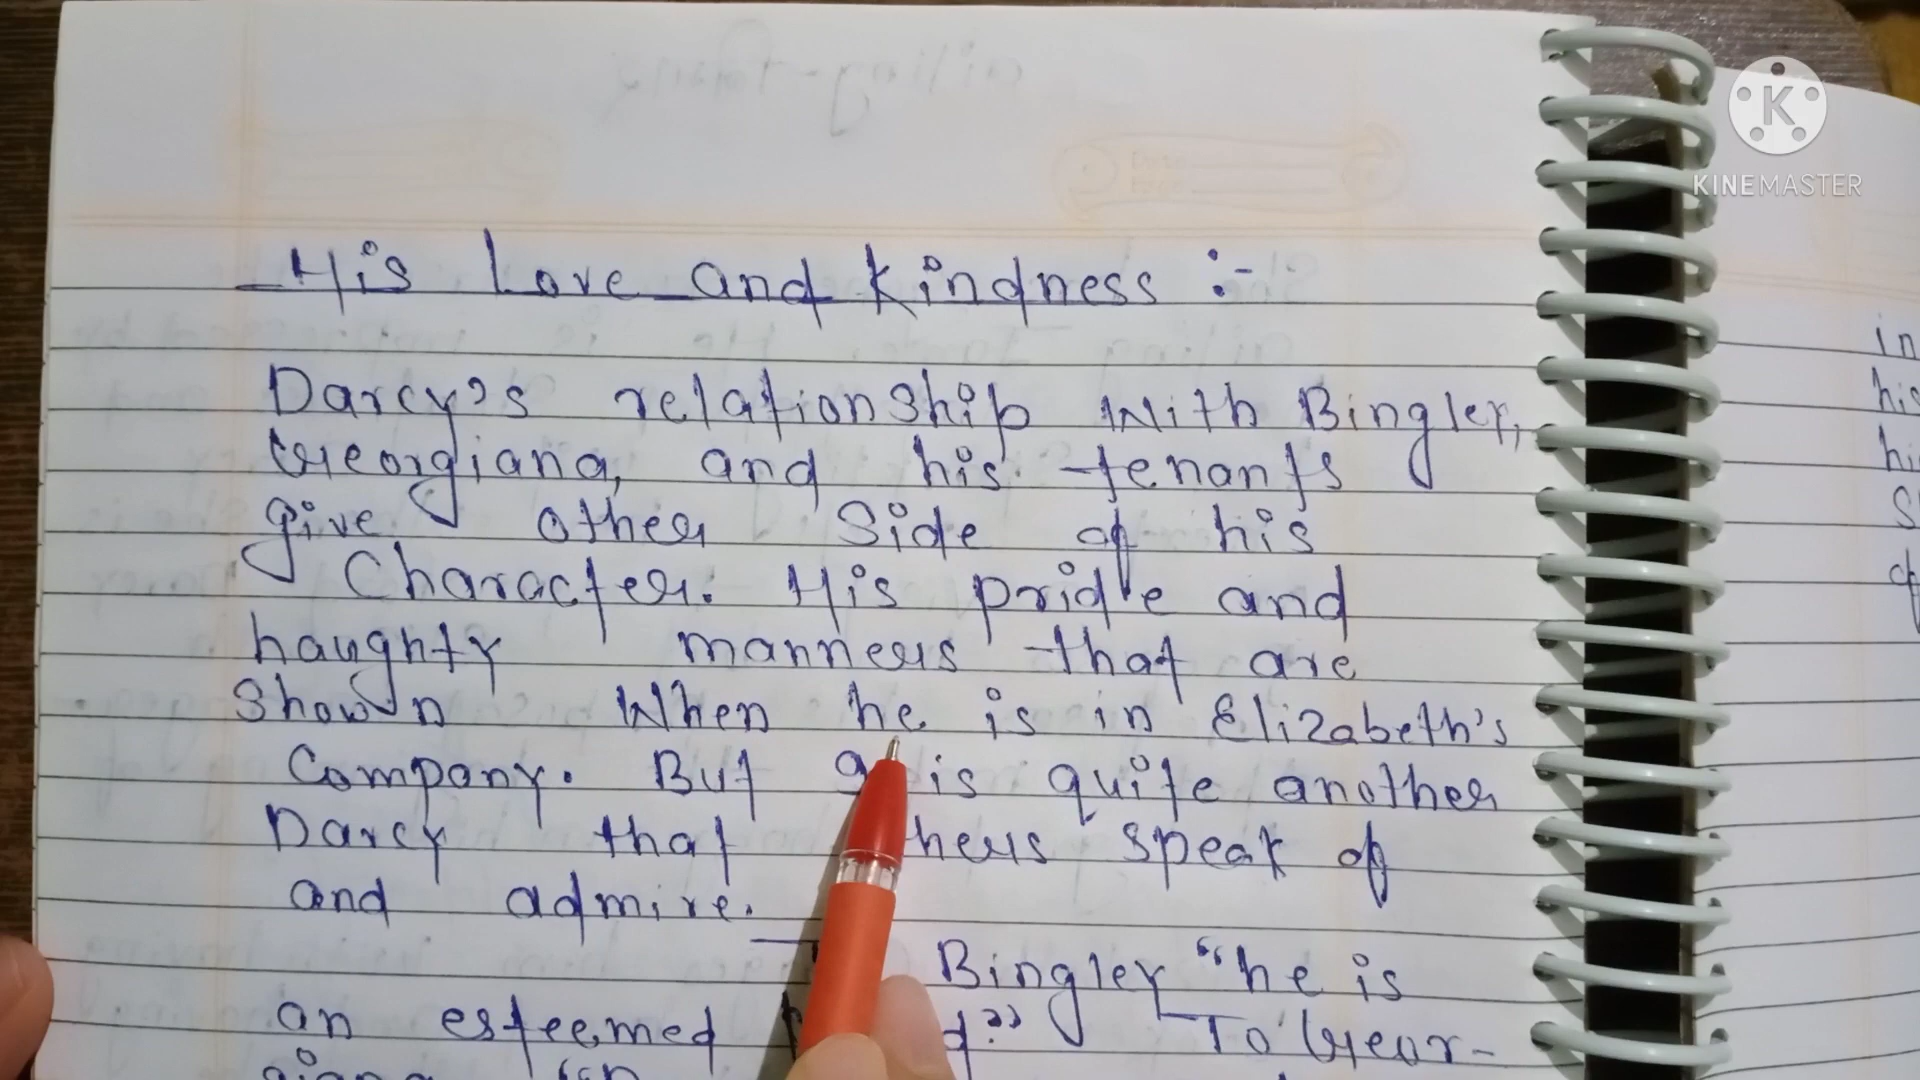 His Love and Kindness :-
Darcy's relationship with Bingley,
Georgiana, and his tenants
give other side of his
Character. His pride and
haughty manners that are
Shown When he is in Elizabeth's
Company. But is quite another
Darcy that speak of
and admire.
Bingley "he is
an esteemed
To Geor-
in
his
KINEMASTER